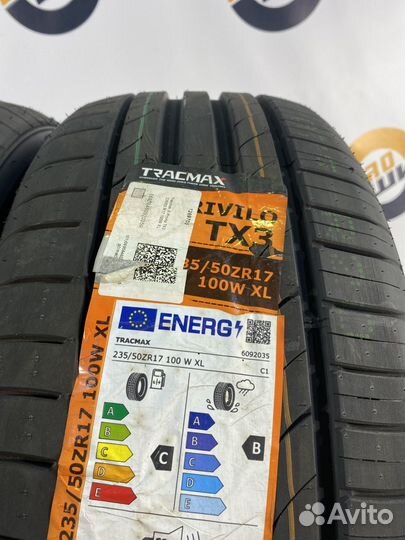 TRACMAX
RIVILO
TX3
35/50ZR17
100W XL
ENERG
TRACMAX
6092035
235/50ZR17 100 W XL
C1
A
B
C
D
E
C
A
B
C
D
E
B
235/50ZR17 100W XL
Avito